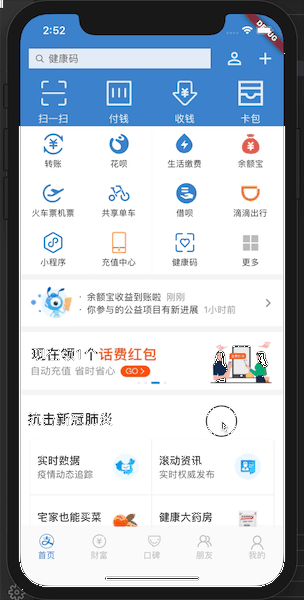 2:52
DEBUG
健康码
扫一扫 付钱 收钱 卡包
转账 花呗 生活缴费 余额宝
火车票机票 共享单车 借呗 滴滴出行
小程序 充值中心 健康码 更多
· 余额宝收益到账啦 刚刚
· 你参与的公益项目有新进展 1小时前
现在领1个话费红包
自动充值 省时省心 GO >
抗击新冠肺炎
实时数据 滚动资讯
疫情动态追踪 实时权威发布
宅家也能买菜 健康大药房
首页 财富 口碑 朋友 我的